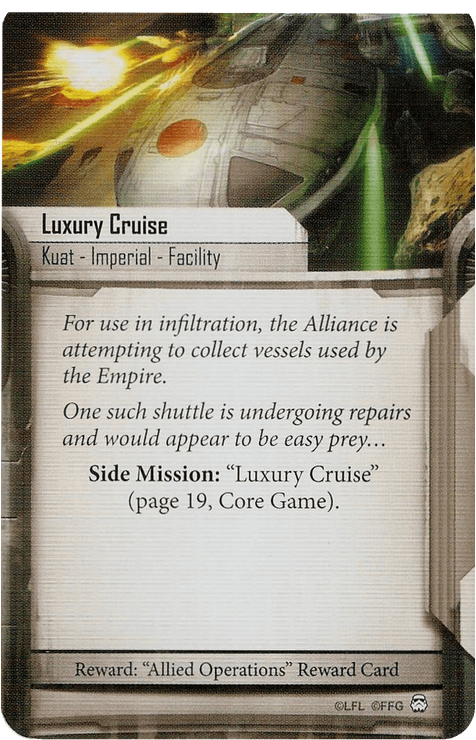 Luxury Cruise
Kuat - Imperial - Facility
For use in infiltration, the Alliance is
attempting to collect vessels used by
the Empire.
One such shuttle is undergoing repairs
and would appear to be easy prey…
Side Mission: “Luxury Cruise”
(page 19, Core Game).
Reward: “Allied Operations” Reward Card
©LFL ©FFG